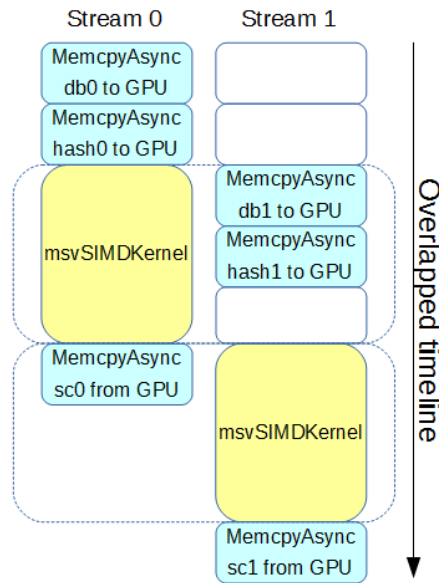 Stream 0
Stream 1
MemcpyAsync
db0 to GPU
MemcpyAsync
hash0 to GPU
msvSIMDKernel
MemcpyAsync
sc0 from GPU
MemcpyAsync
db1 to GPU
MemcpyAsync
hash1 to GPU
msvSIMDKernel
MemcpyAsync
sc1 from GPU
Overlapped timeline